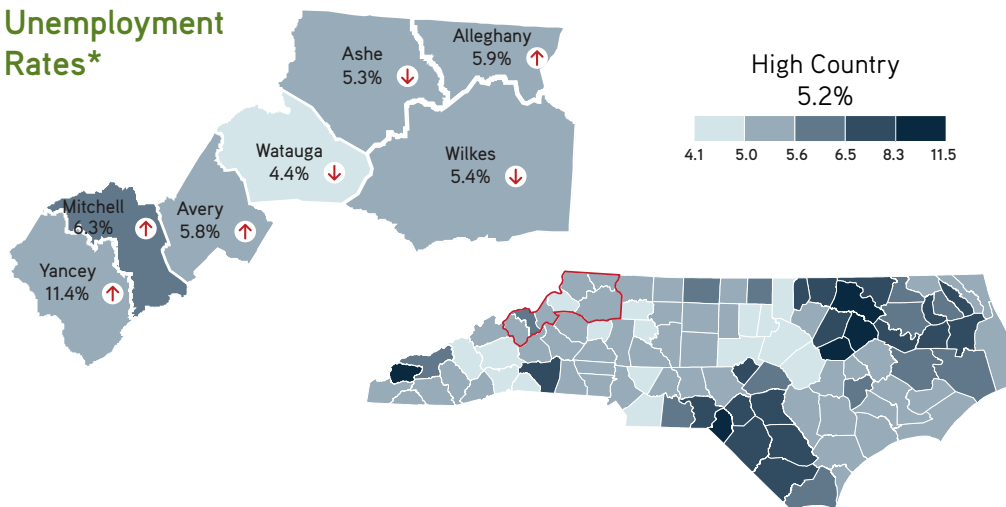 Unemployment
Rates*
Ashe
5.3%
Alleghany
5.9%
Watauga
4.4%
Wilkes
5.4%
Mitchell
6.3%
Avery
5.8%
Yancey
11.4%
High Country
5.2%
4.1 5.0 5.6 6.5 8.3 11.5